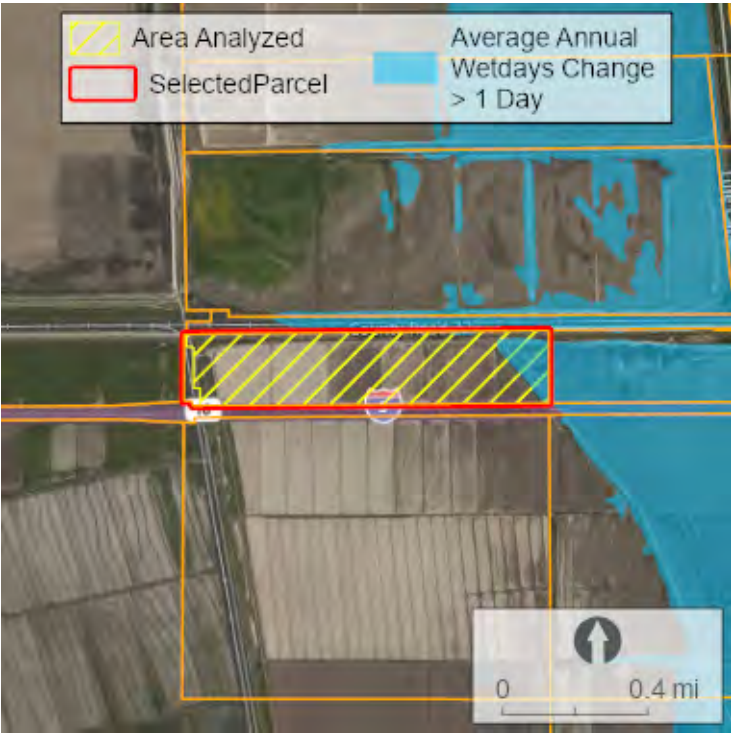 Area Analyzed
SelectedParcel
Average Annual
Wetdays Change
> 1 Day
0
0.4 mi